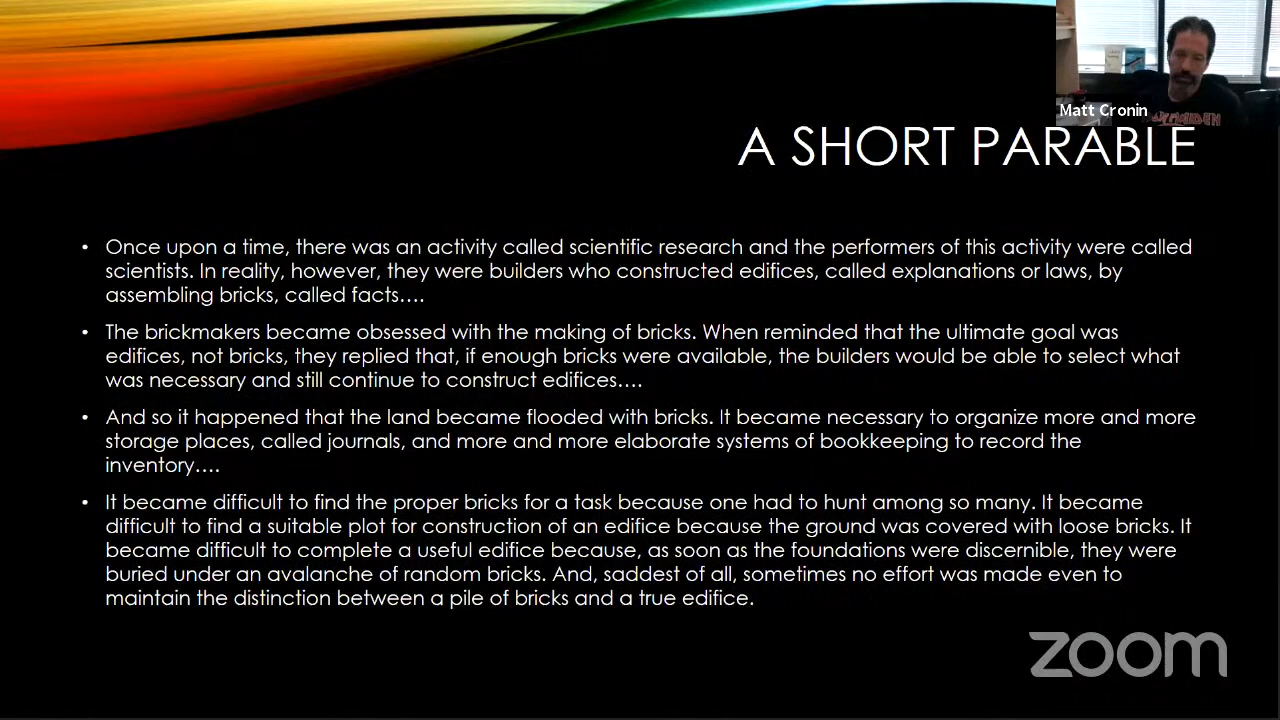 Matt Cronin
A SHORT PARABLE
• Once upon a time, there was an activity called scientific research and the performers of this activity were called
scientists. In reality, however, they were builders who constructed edifices, called explanations or laws, by
assembling bricks, called facts....
• The brickmakers became obsessed with the making of bricks. When reminded that the ultimate goal was
edifices, not bricks, they replied that, if enough bricks were available, the builders would be able to select what
was necessary and still continue to construct edifices....
• And so it happened that the land became flooded with bricks. It became necessary to organize more and more
storage places, called journals, and more and more elaborate systems of bookkeeping to record the
inventory....
• It became difficult to find the proper bricks for a task because one had to hunt among so many. It became
difficult to find a suitable plot for construction of an edifice because the ground was covered with loose bricks. It
became difficult to complete a useful edifice because, as soon as the foundations were discernible, they were
buried under an avalanche of random bricks. And, saddest of all, sometimes no effort was made even to
maintain the distinction between a pile of bricks and a true edifice.
zoom